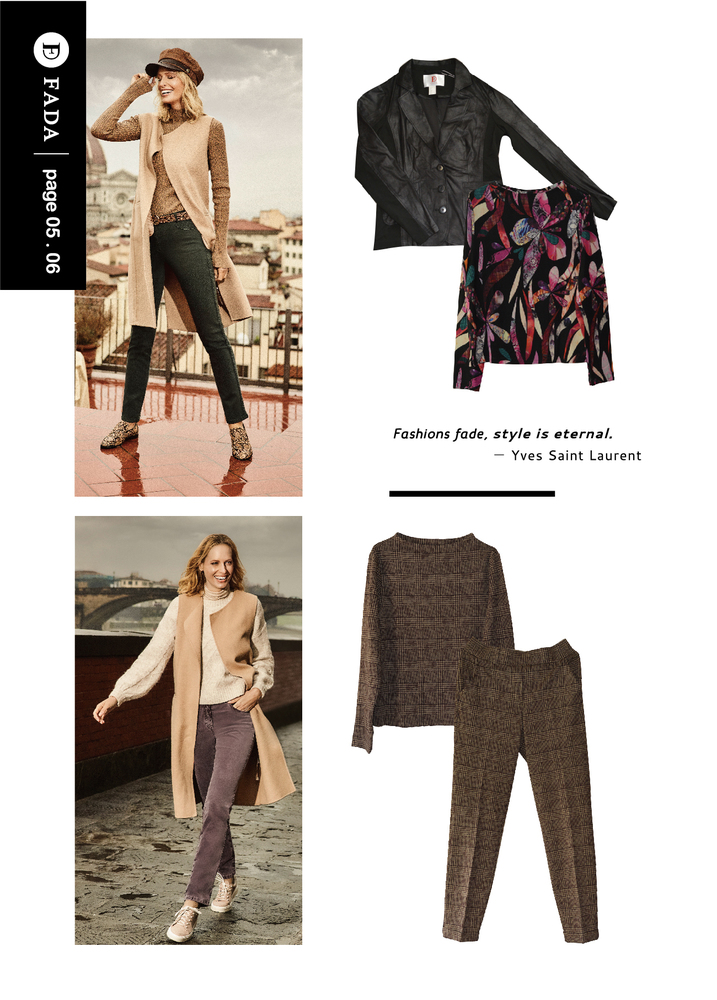 FADA
page 05 . 06
Fashions fade, style is eternal.
— Yves Saint Laurent